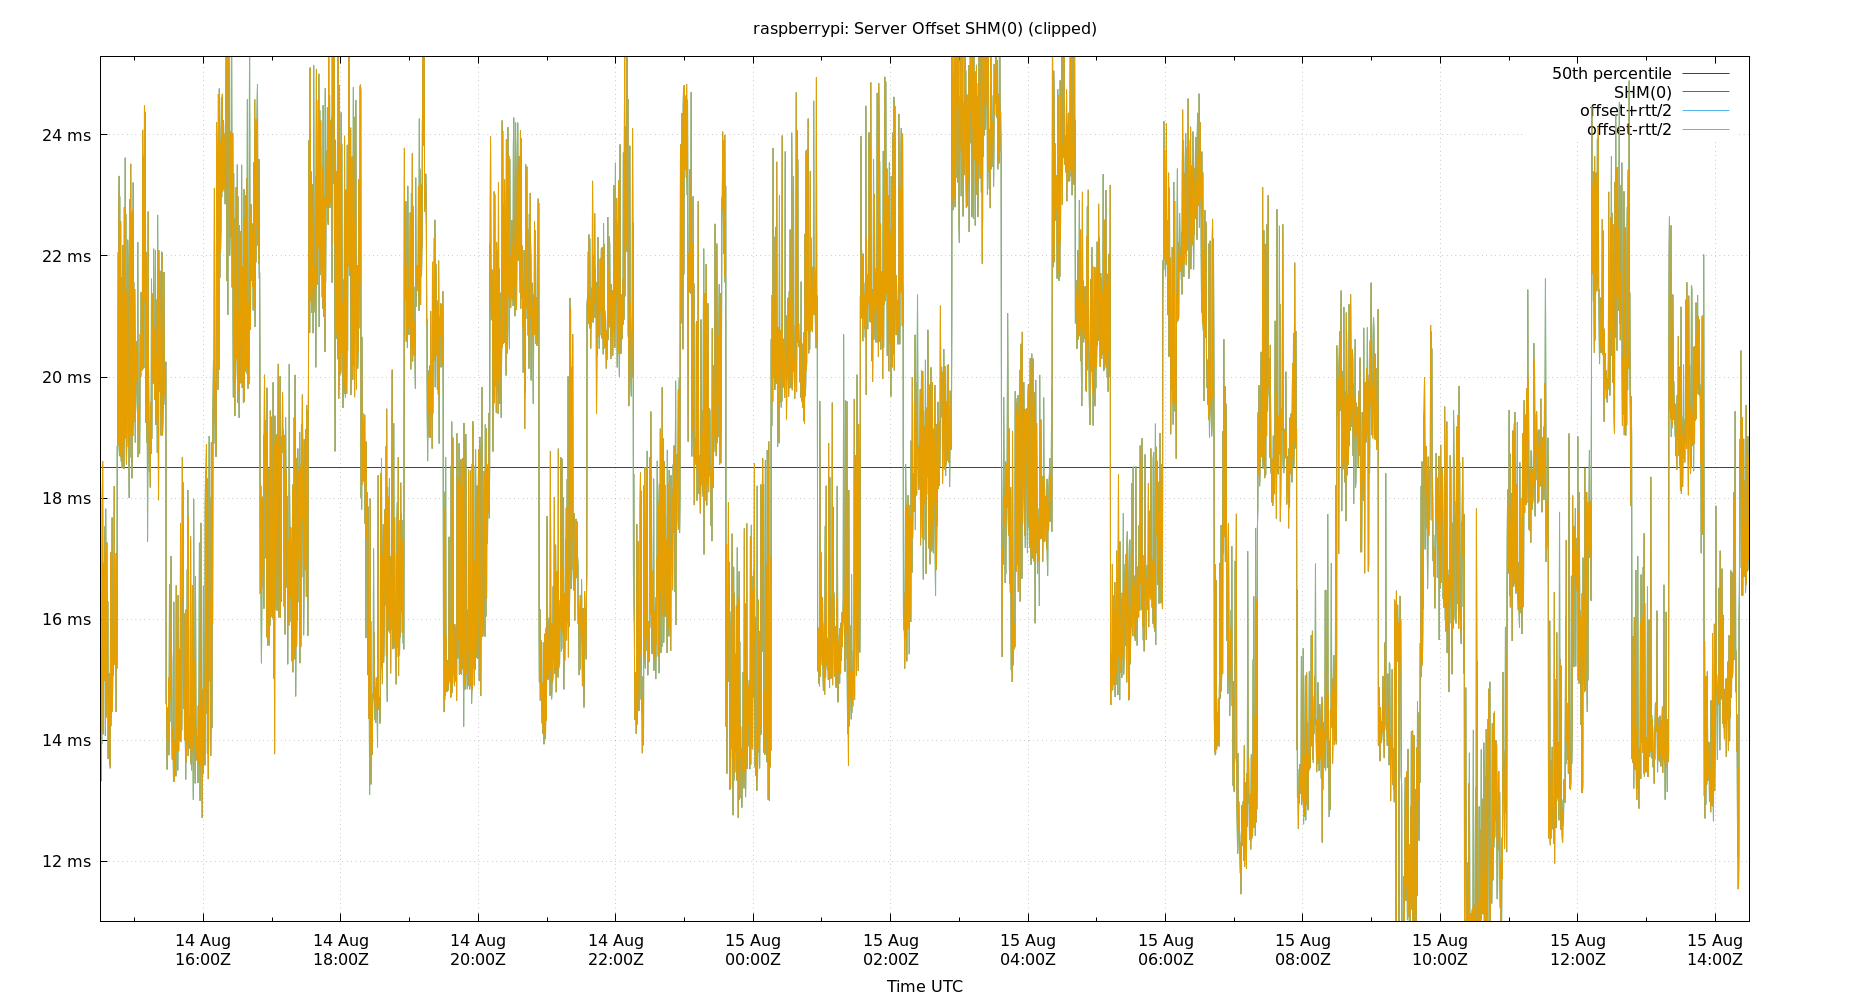 raspberrypi: Server Offset SHM(0) (clipped)
50th percentile
SHM(0)
offset+rtt/2
offset-rtt/2
24 ms
22 ms
20 ms
18 ms
16 ms
14 ms
12 ms
14 Aug 14 Aug 14 Aug 14 Aug 15 Aug 15 Aug 15 Aug 15 Aug 15 Aug 15 Aug 15 Aug 15 Aug
16:00Z 18:00Z 20:00Z 22:00Z 00:00Z 02:00Z 04:00Z 06:00Z 08:00Z 10:00Z 12:00Z 14:00Z
Time UTC